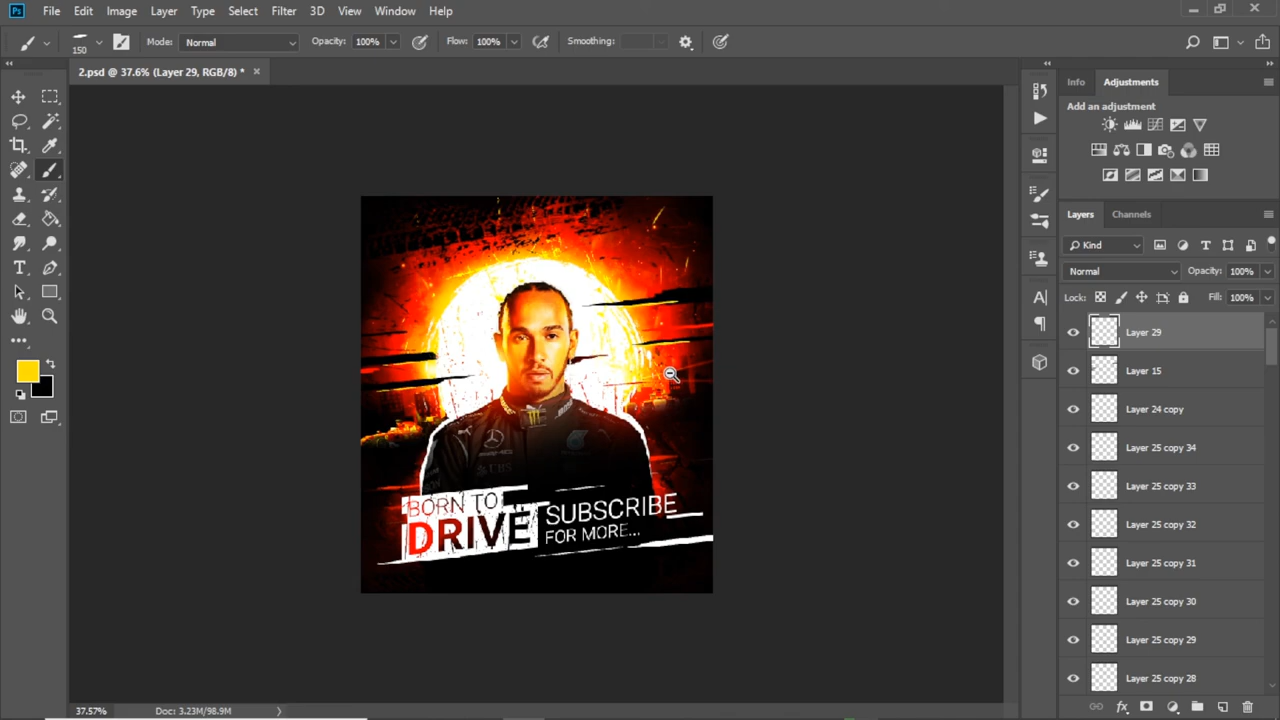 Ps File Edit Image Layer Type Select Filter 3D View Window Help
150 Mode: Normal Opacity: 100% Flow: 100% Smoothing:
2.psd @ 37.6% (Layer 29, RGB/8) * ×
Info Adjustments
Add an adjustment
Layers Channels
Kind
Normal Opacity: 100%
Lock: Fill: 100%
Layer 29
Layer 15
Layer 24 copy
Layer 25 copy 34
Layer 25 copy 33
Layer 25 copy 32
Layer 25 copy 31
Layer 25 copy 30
Layer 25 copy 29
Layer 25 copy 28
UBS
BORN TO
DRIVE
SUBSCRIBE
FOR MORE...
37.57% Doc: 3.23M/98.9M